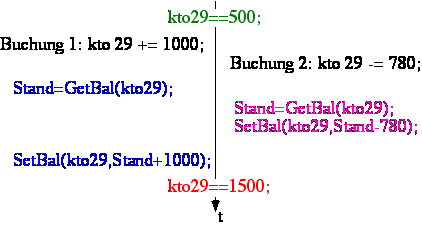 kto29==500;
Buchung 1: kto 29 += 1000;
Buchung 2: kto 29 -= 780;
Stand=GetBal(kto29);
Stand=GetBal(kto29);
SetBal(kto29,Stand-780);
SetBal(kto29,Stand+1000);
kto29==1500;
t